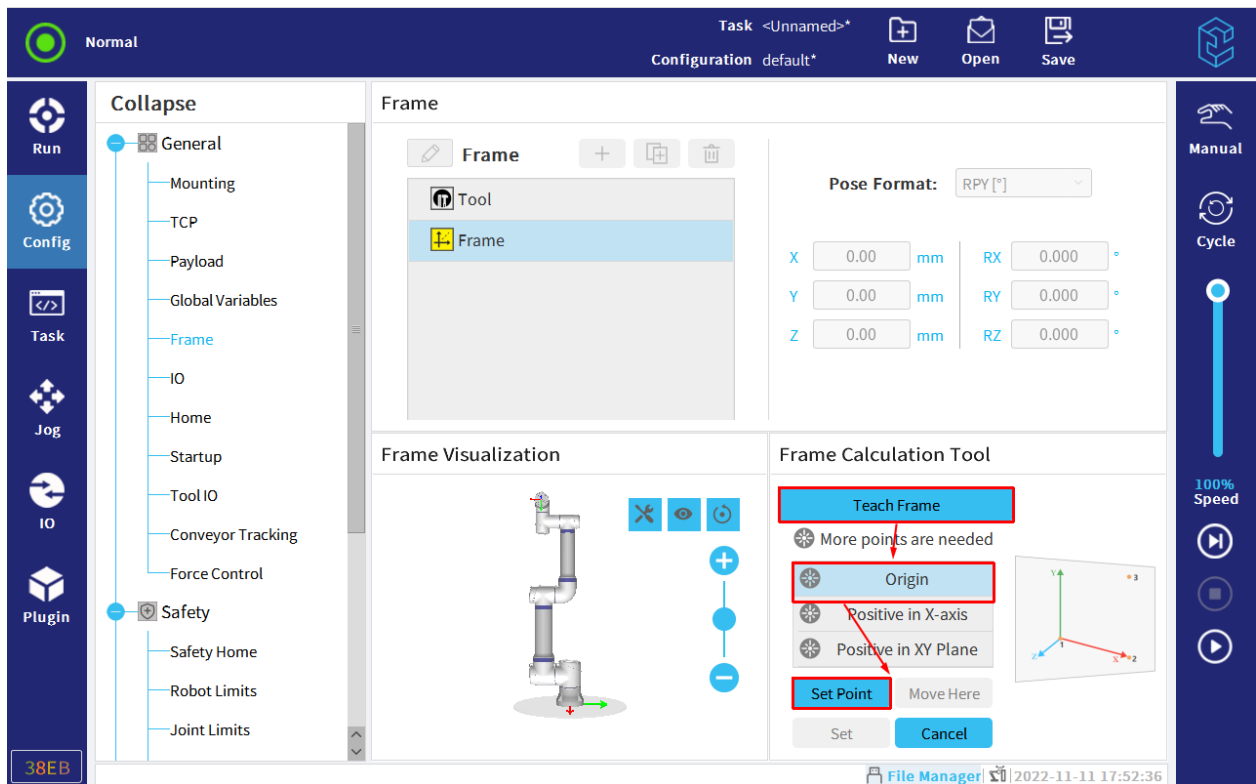 Normal
Task <Unnamed>*
Configuration default*
New
Open
Save
Run
Config
Task
Jog
IO
Plugin
38EB
Collapse
General
Mounting
TCP
Payload
Global Variables
Frame
IO
Home
Startup
Tool IO
Conveyor Tracking
Force Control
Safety
Safety Home
Robot Limits
Joint Limits
Frame
Frame
Tool
Frame
Pose Format: RPY [°]
X 0.00 mm RX 0.000 °
Y 0.00 mm RY 0.000 °
Z 0.00 mm RZ 0.000 °
Frame Visualization
Frame Calculation Tool
Teach Frame
More points are needed
Origin
Positive in X-axis
Positive in XY Plane
Set Point Move Here
Set Cancel
Y 3
1
Z X 2
Manual
Cycle
100%
Speed
File Manager 2022-11-11 17:52:36